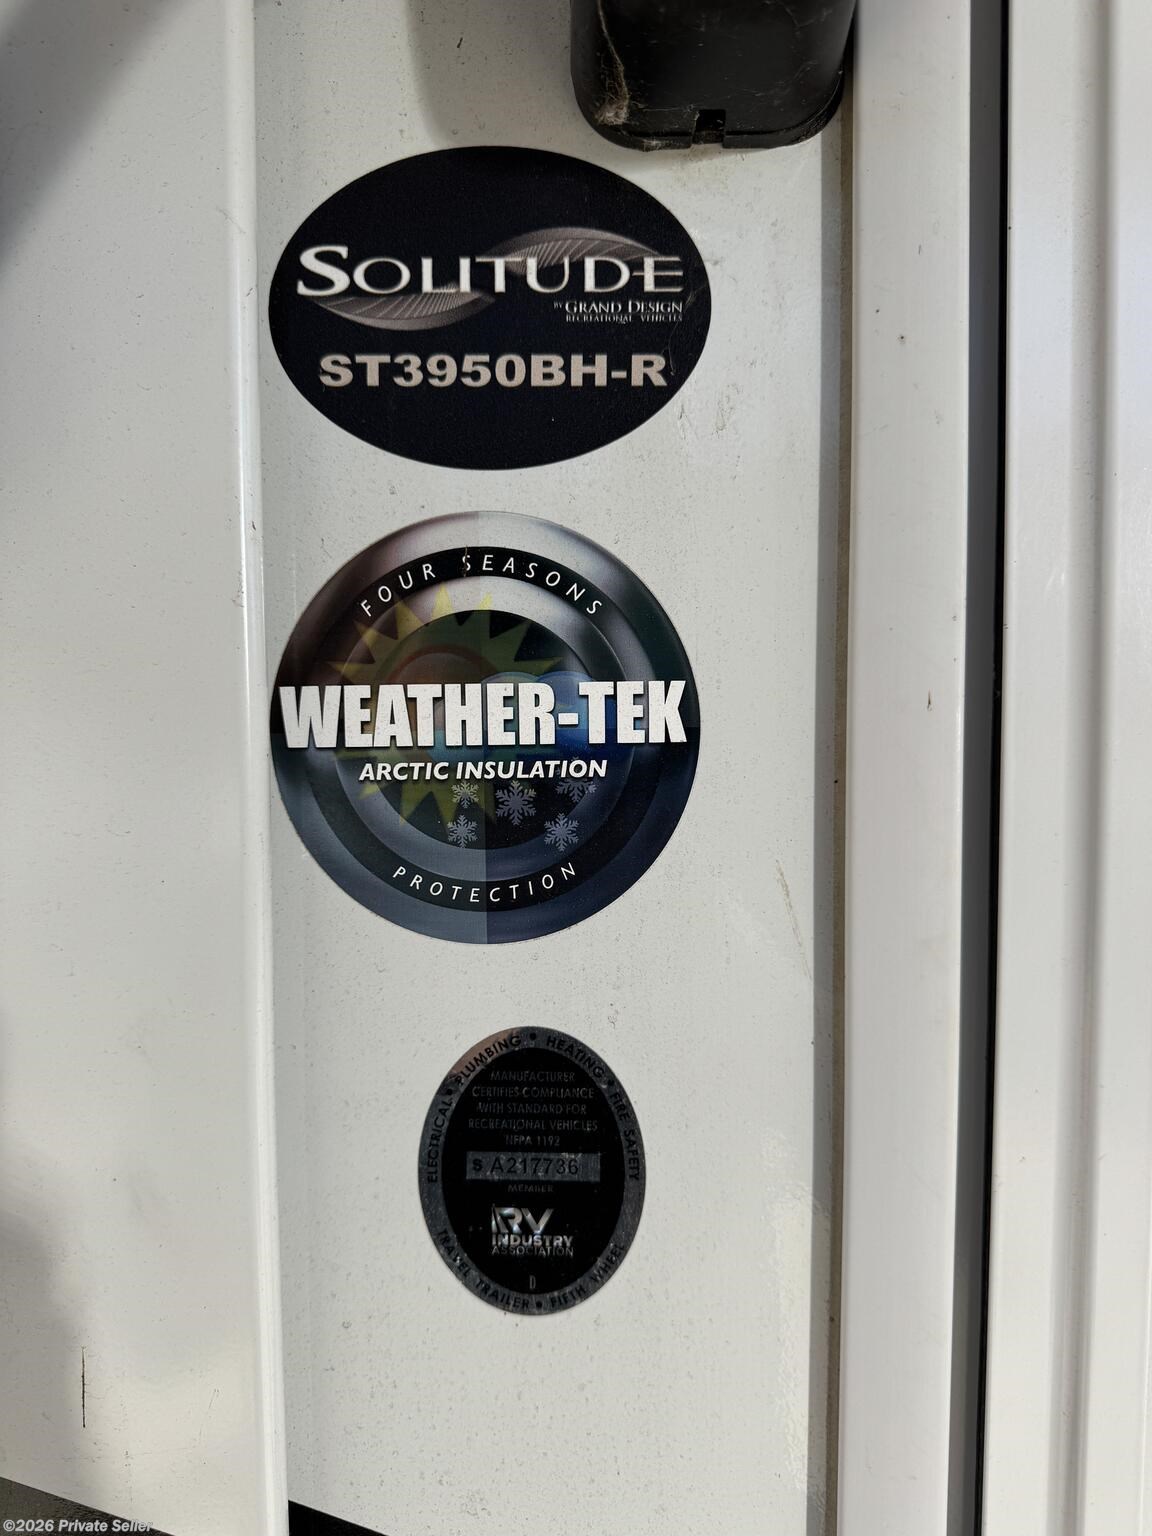 SOLITUDE
BY GRAND DESIGN
RECREATIONAL VEHICLES
ST3950BH-R
FOUR SEASONS
WEATHER-TEK
ARCTIC INSULATION
PROTECTION
ELECTRICAL • PLUMBING • HEATING • FIRE SAFETY
MANUFACTURER
CERTIFIES COMPLIANCE
WITH STANDARD FOR
RECREATIONAL VEHICLES
NFPA 1192
S A217736
MEMBER
RV
INDUSTRY
ASSOCIATION
D
TRAVEL TRAILER • FIFTH WHEEL
©2026 Private Seller